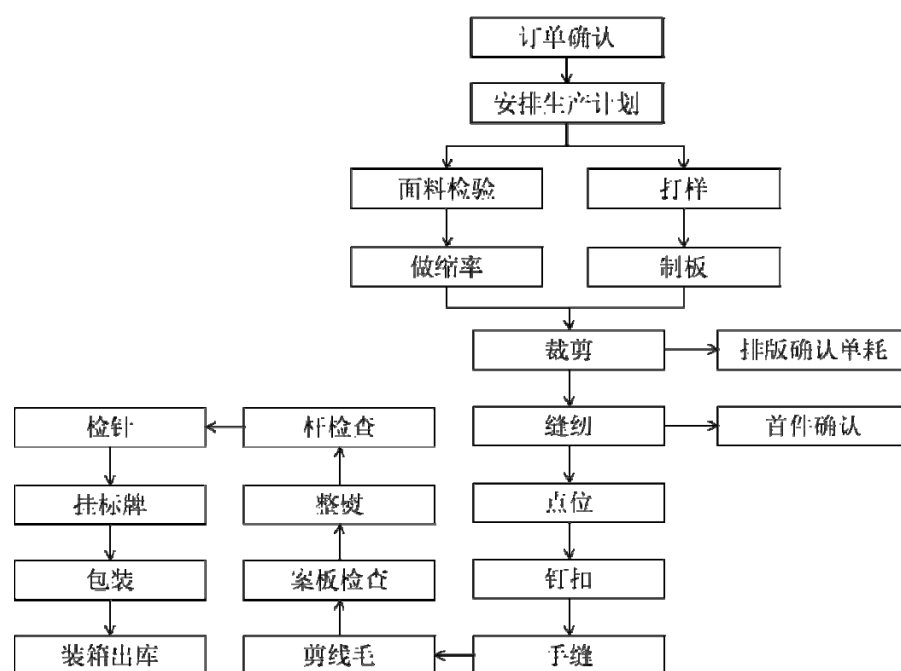 订单确认
安排生产计划
面料检验
打样
做缩率
制板
裁剪
排版确认单耗
检针
杆检查
缝纫
首件确认
挂标牌
整熨
点位
包装
案板检查
钉扣
装箱出库
剪线毛
手缝